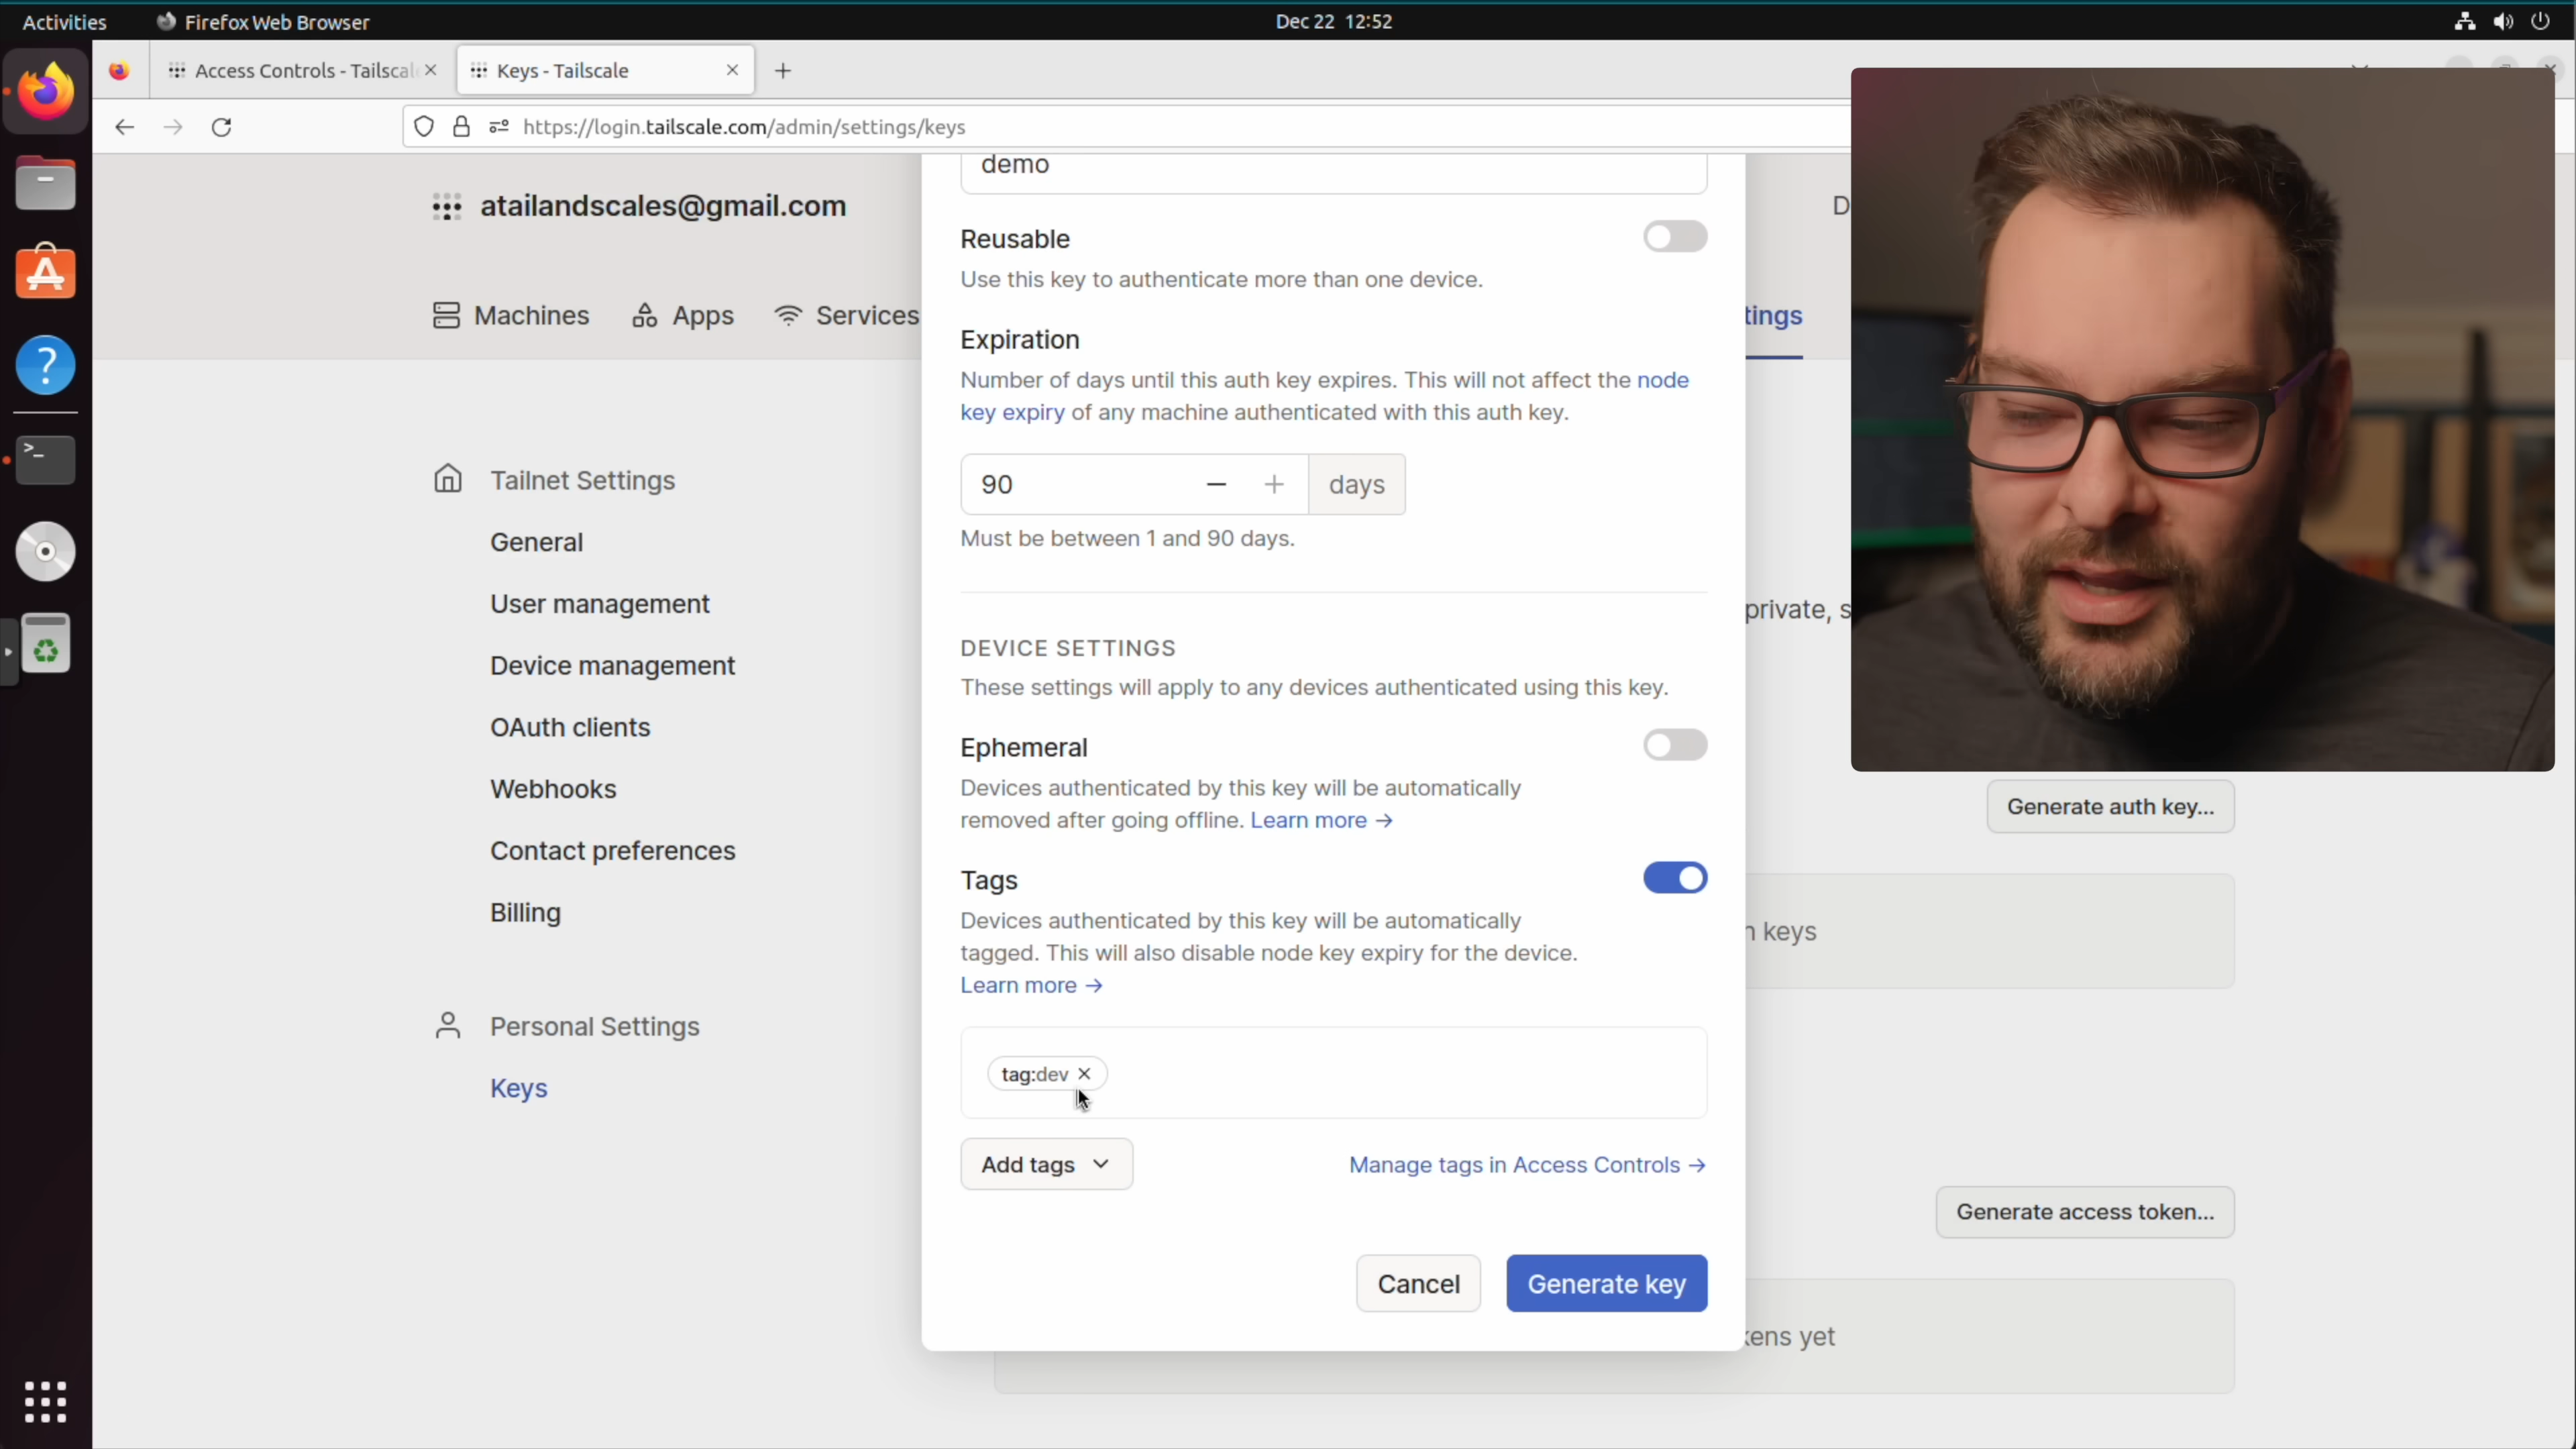 Activities
Firefox Web Browser
Dec 22 12:52
Access Controls - Tailscal
Keys - Tailscale
https://login.tailscale.com/admin/settings/keys
atailandscales@gmail.com
Machines
Apps
Services
tings
Tailnet Settings
General
User management
Device management
OAuth clients
Webhooks
Contact preferences
Billing
Personal Settings
Keys
demo
Reusable
Use this key to authenticate more than one device.
Expiration
Number of days until this auth key expires. This will not affect the node
key expiry of any machine authenticated with this auth key.
90
days
Must be between 1 and 90 days.
DEVICE SETTINGS
These settings will apply to any devices authenticated using this key.
Ephemeral
Devices authenticated by this key will be automatically
removed after going offline. Learn more →
Tags
Devices authenticated by this key will be automatically
tagged. This will also disable node key expiry for the device.
Learn more →
tag:dev
Add tags
Manage tags in Access Controls →
Cancel
Generate key
D
private, s
Generate auth key...
n keys
Generate access token...
kens yet